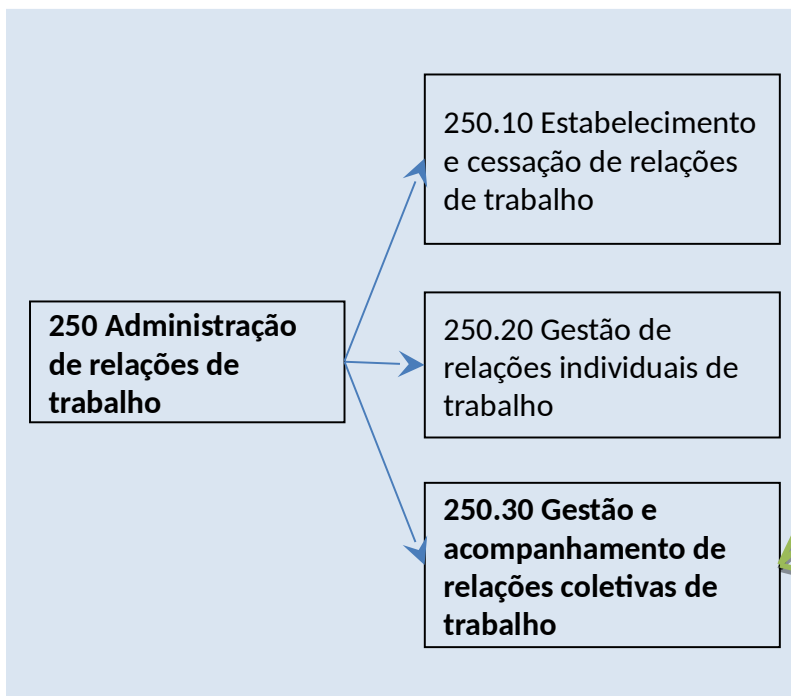 250.10 Estabelecimento
e cessação de relações
de trabalho
250 Administração
de relações de
trabalho
250.20 Gestão de
relações individuais de
trabalho
250.30 Gestão e
acompanhamento de
relações coletivas de
trabalho